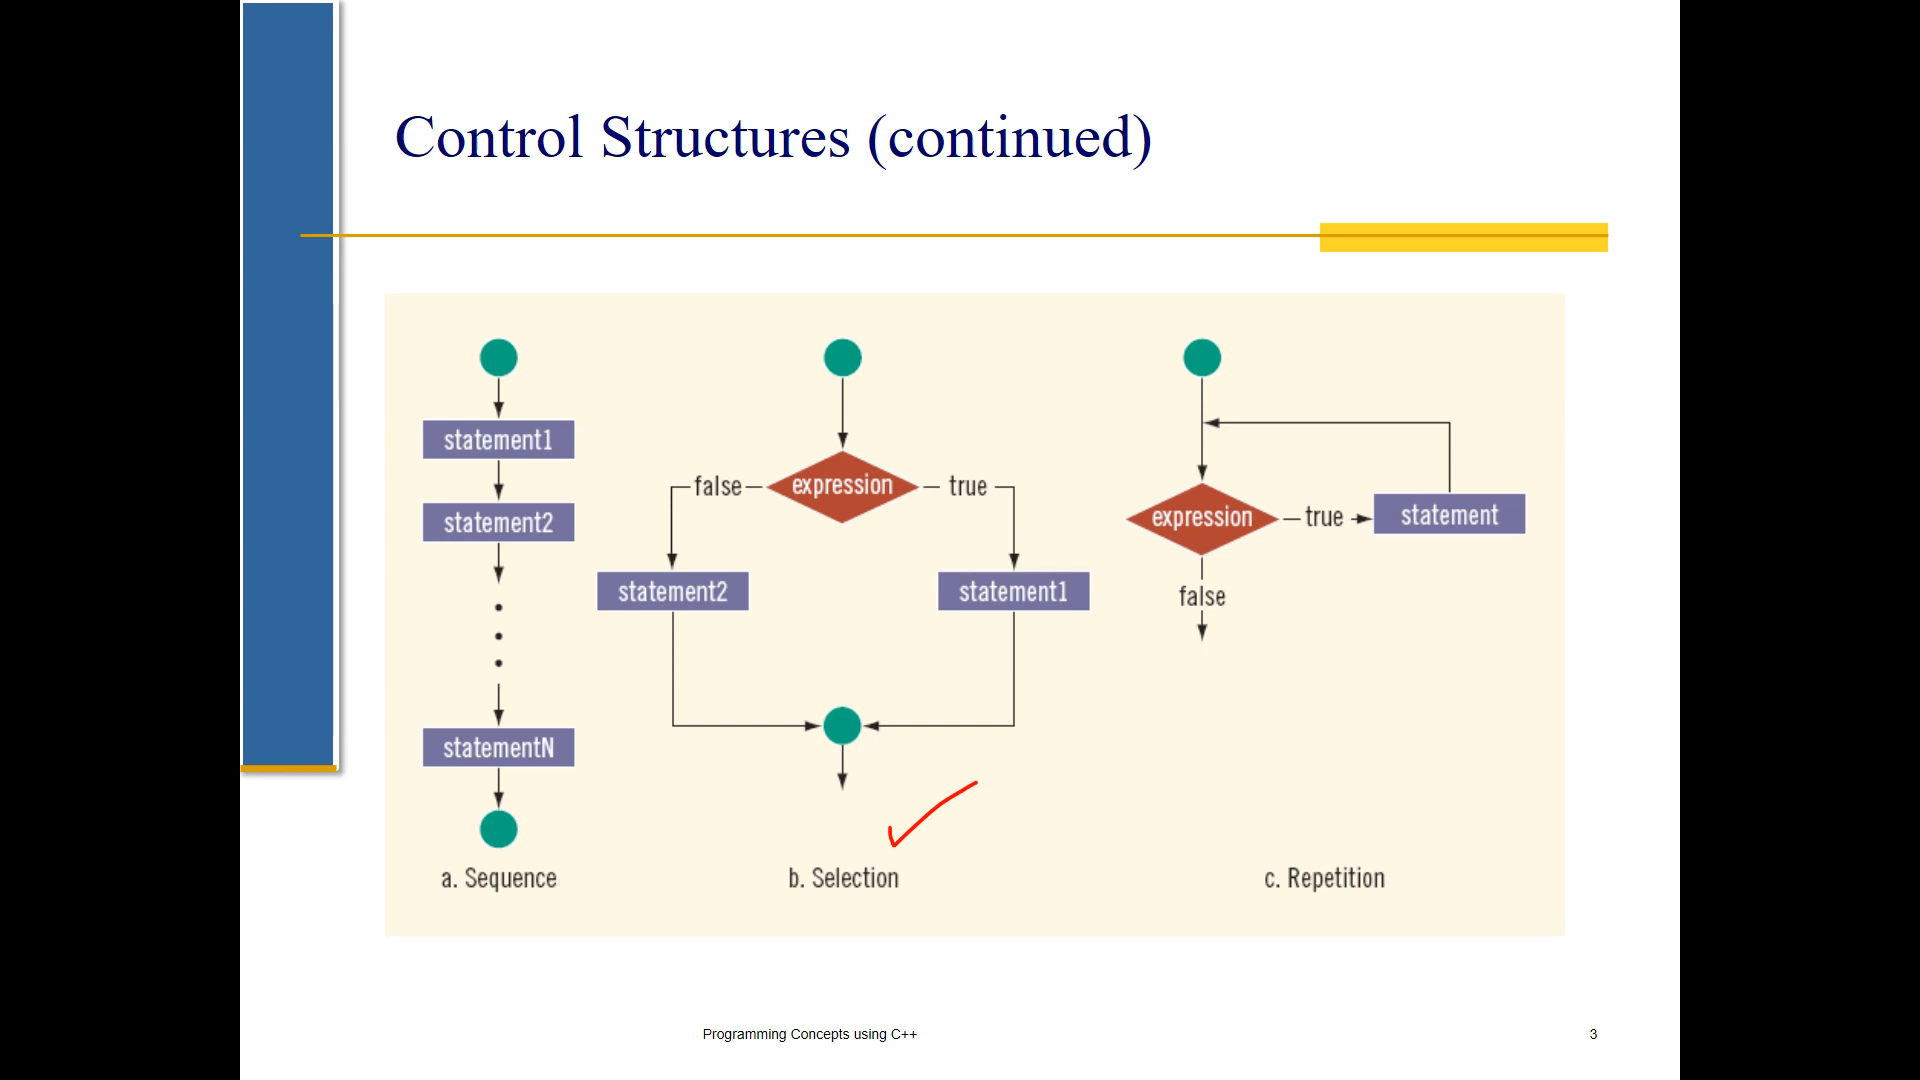 Control Structures (continued)
statement1
statement2
statementN
a. Sequence
expression
false
true
statement2
statement1
b. Selection
expression
true
statement
false
c. Repetition
Programming Concepts using C++
3